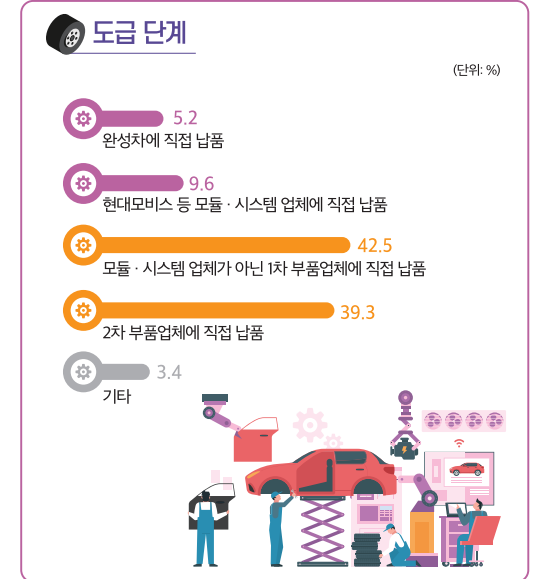 도급 단계
(단위: %)
5.2
완성차에 직접 납품
9.6
현대모비스 등 모듈 · 시스템 업체에 직접 납품
42.5
모듈 · 시스템 업체가 아닌 1차 부품업체에 직접 납품
39.3
2차 부품업체에 직접 납품
3.4
기타